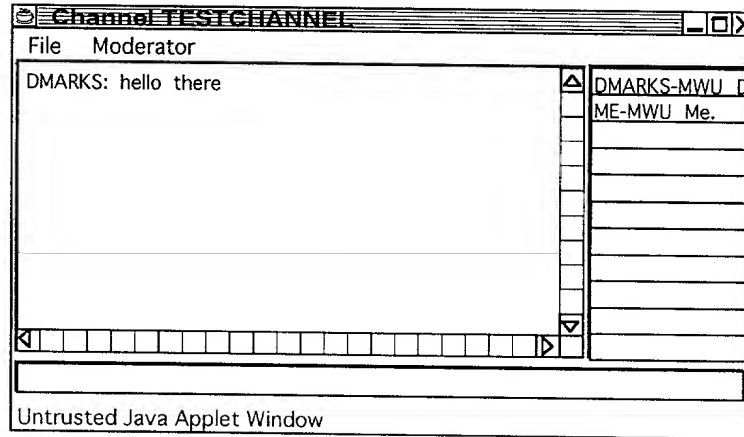 Channel TESTCHANNEL
File Moderator
DMARKS: hello there
DMARKS-MWU D
ME-MWU Me.
Untrusted Java Applet Window